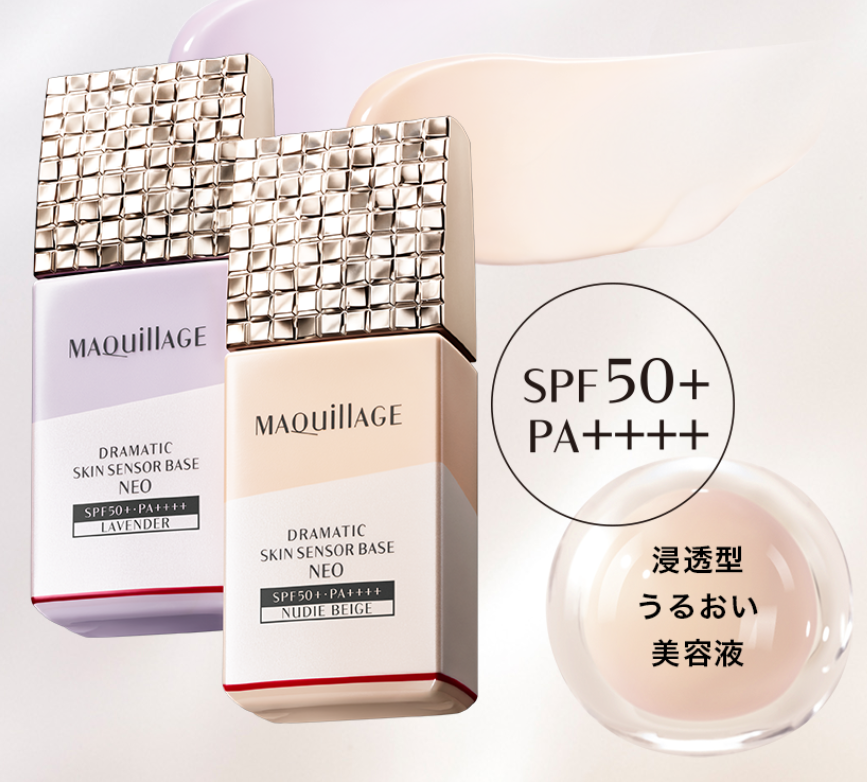 MAQuillAGE
DRAMATIC
SKIN SENSOR BASE
NEO
SPF50+・PA++++
LAVENDER
MAQuillAGE
DRAMATIC
SKIN SENSOR BASE
NEO
SPF50+・PA++++
NUDIE BEIGE
SPF50+
PA++++
浸透型
うるおい
美容液